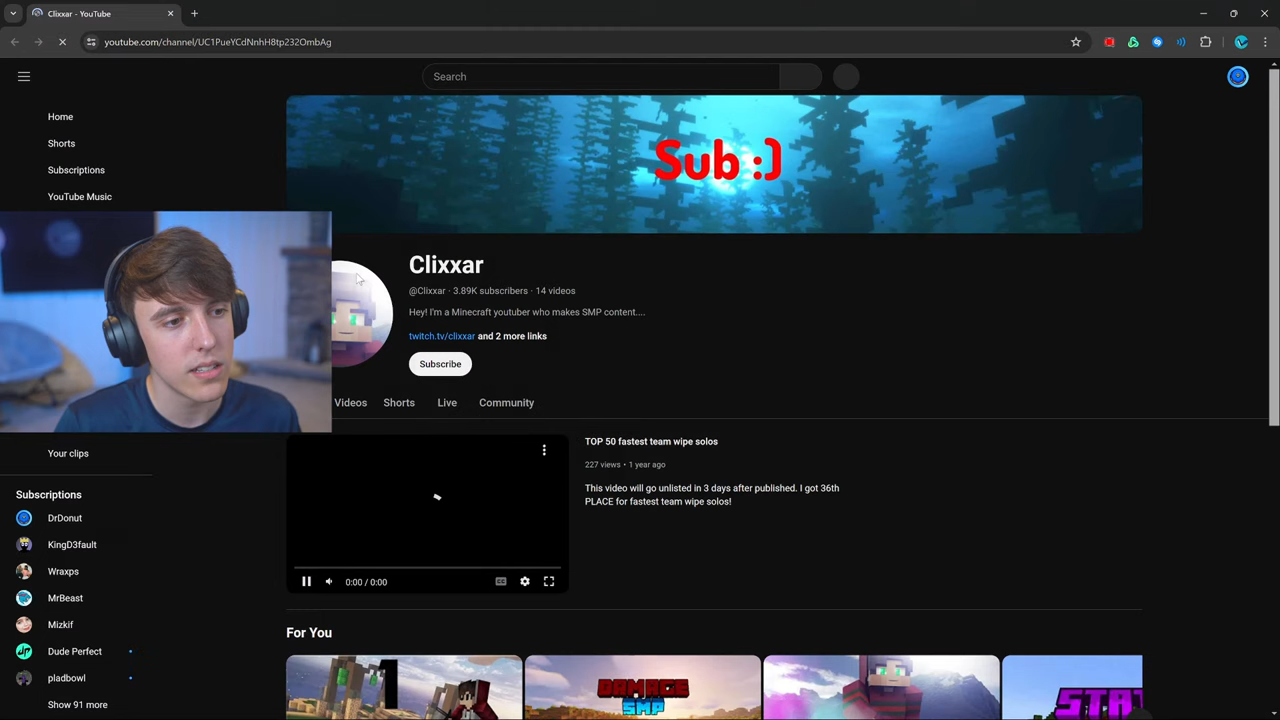 Clixxar - YouTube
youtube.com/channel/UC1PueYCdNnhH8tp232OmbAg
Search
Home
Shorts
Subscriptions
YouTube Music
Sub :)
Clixxar
@Clixxar · 3.89K subscribers · 14 videos
Hey! I'm a Minecraft youtuber who makes SMP content....
twitch.tv/clixxar and 2 more links
Subscribe
Videos Shorts Live Community
Your clips
Subscriptions
DrDonut
KingD3fault
Wraxps
MrBeast
Mizkif
Dude Perfect
pladbowl
Show 91 more
0:00 / 0:00
TOP 50 fastest team wipe solos
227 views • 1 year ago
This video will go unlisted in 3 days after published. I got 36th
PLACE for fastest team wipe solos!
For You
DAMAGE
SMP